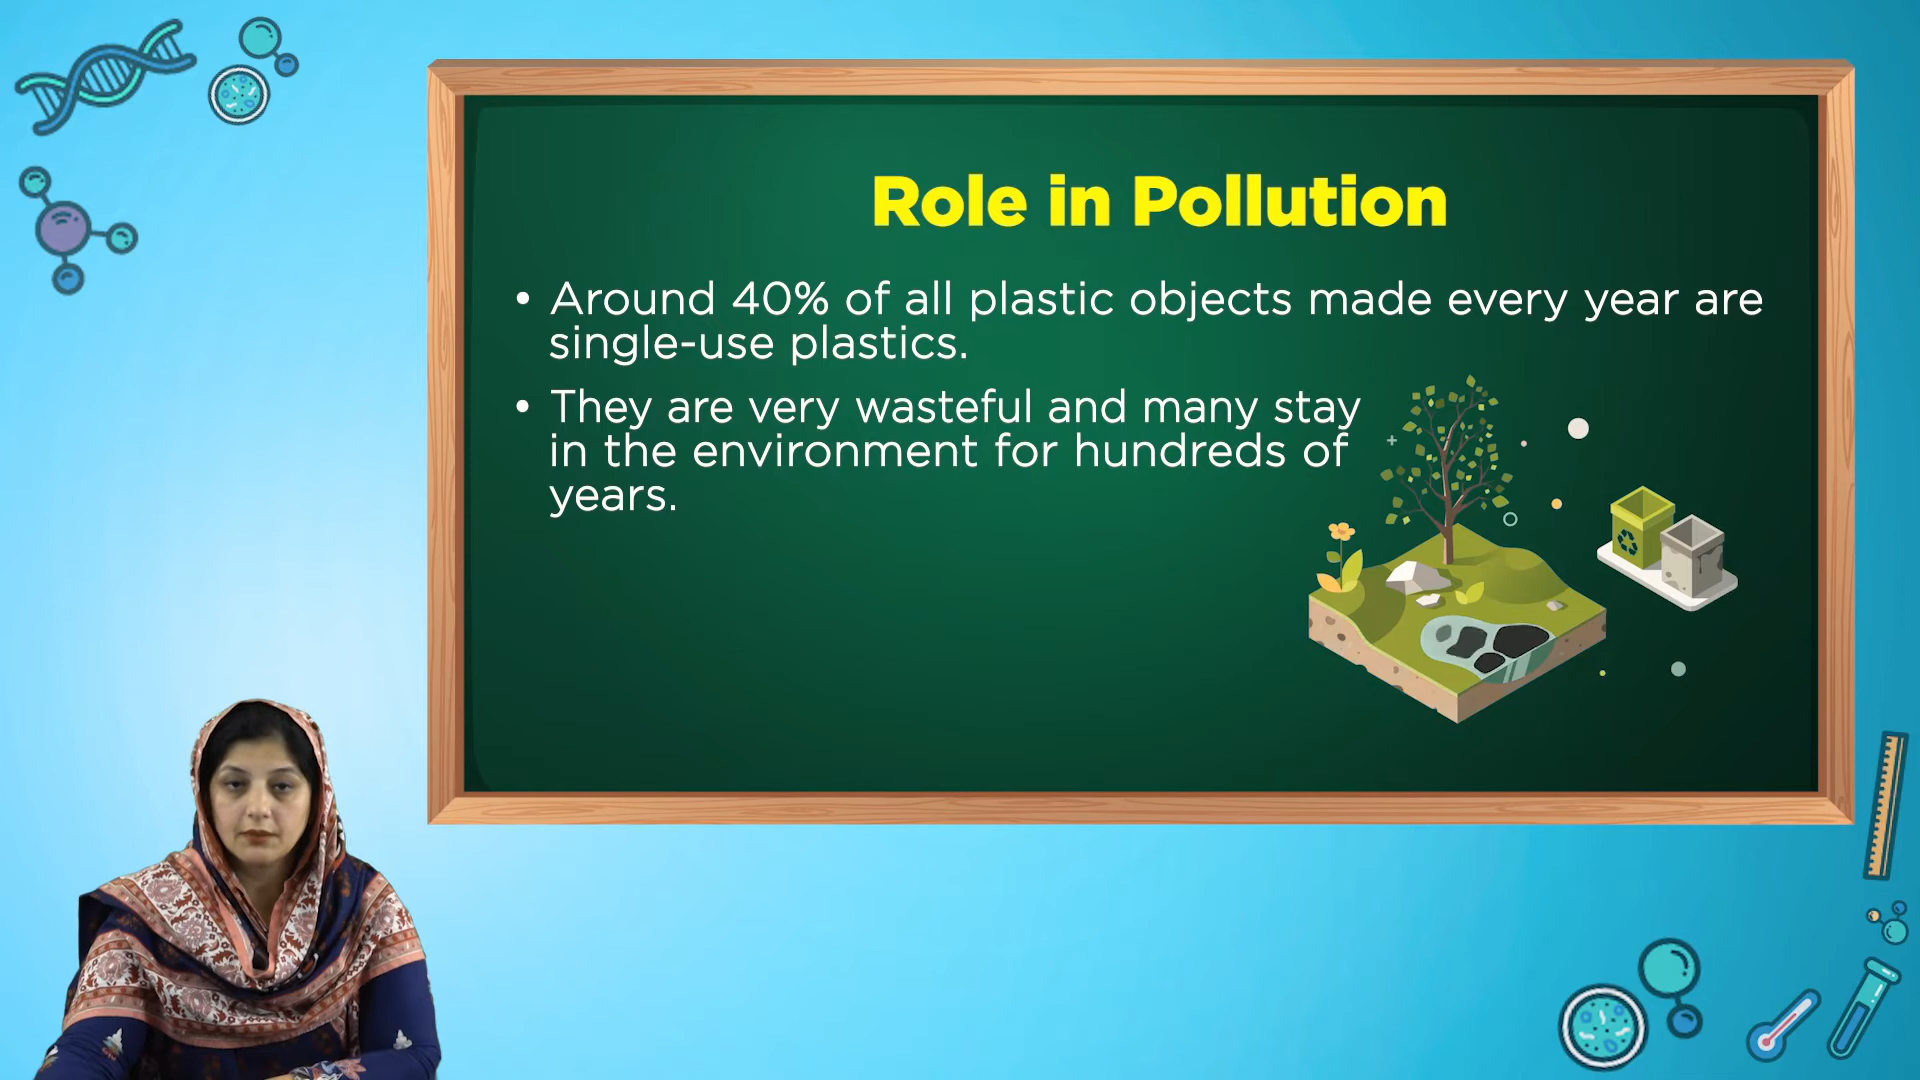 Role in Pollution
• Around 40% of all plastic objects made every year are
single-use plastics.
• They are very wasteful and many stay
in the environment for hundreds of
years.